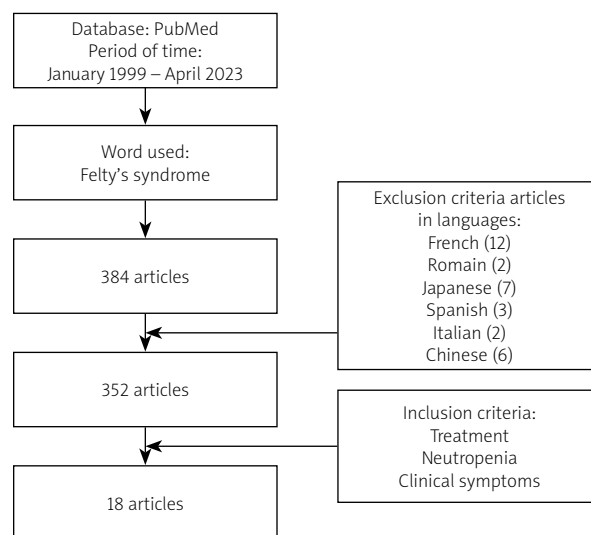 Database: PubMed
Period of time:
January 1999 – April 2023
Word used:
Felty's syndrome
384 articles
Exclusion criteria articles
in languages:
French (12)
Romain (2)
Japanese (7)
Spanish (3)
Italian (2)
Chinese (6)
352 articles
Inclusion criteria:
Treatment
Neutropenia
Clinical symptoms
18 articles